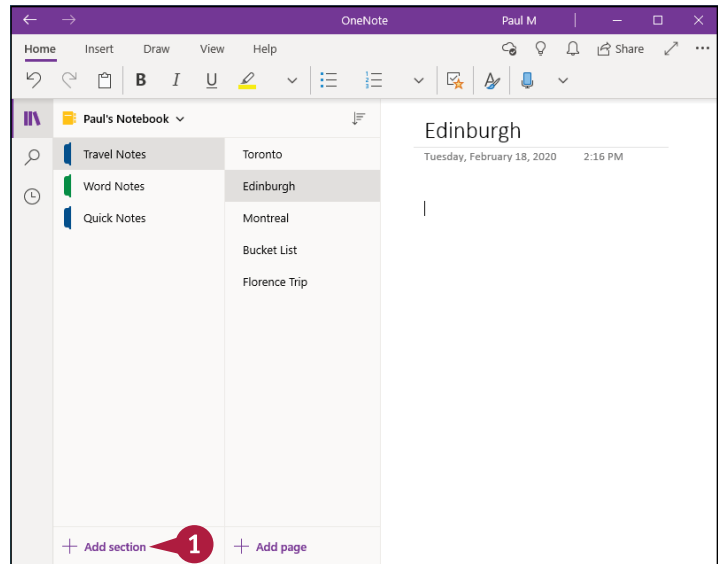 OneNote
Paul M
Home Insert Draw View Help Share
B I U
Paul's Notebook
Travel Notes
Word Notes
Quick Notes
Toronto
Edinburgh
Montreal
Bucket List
Florence Trip
Edinburgh
Tuesday, February 18, 2020 2:16 PM
Add section 1
Add page